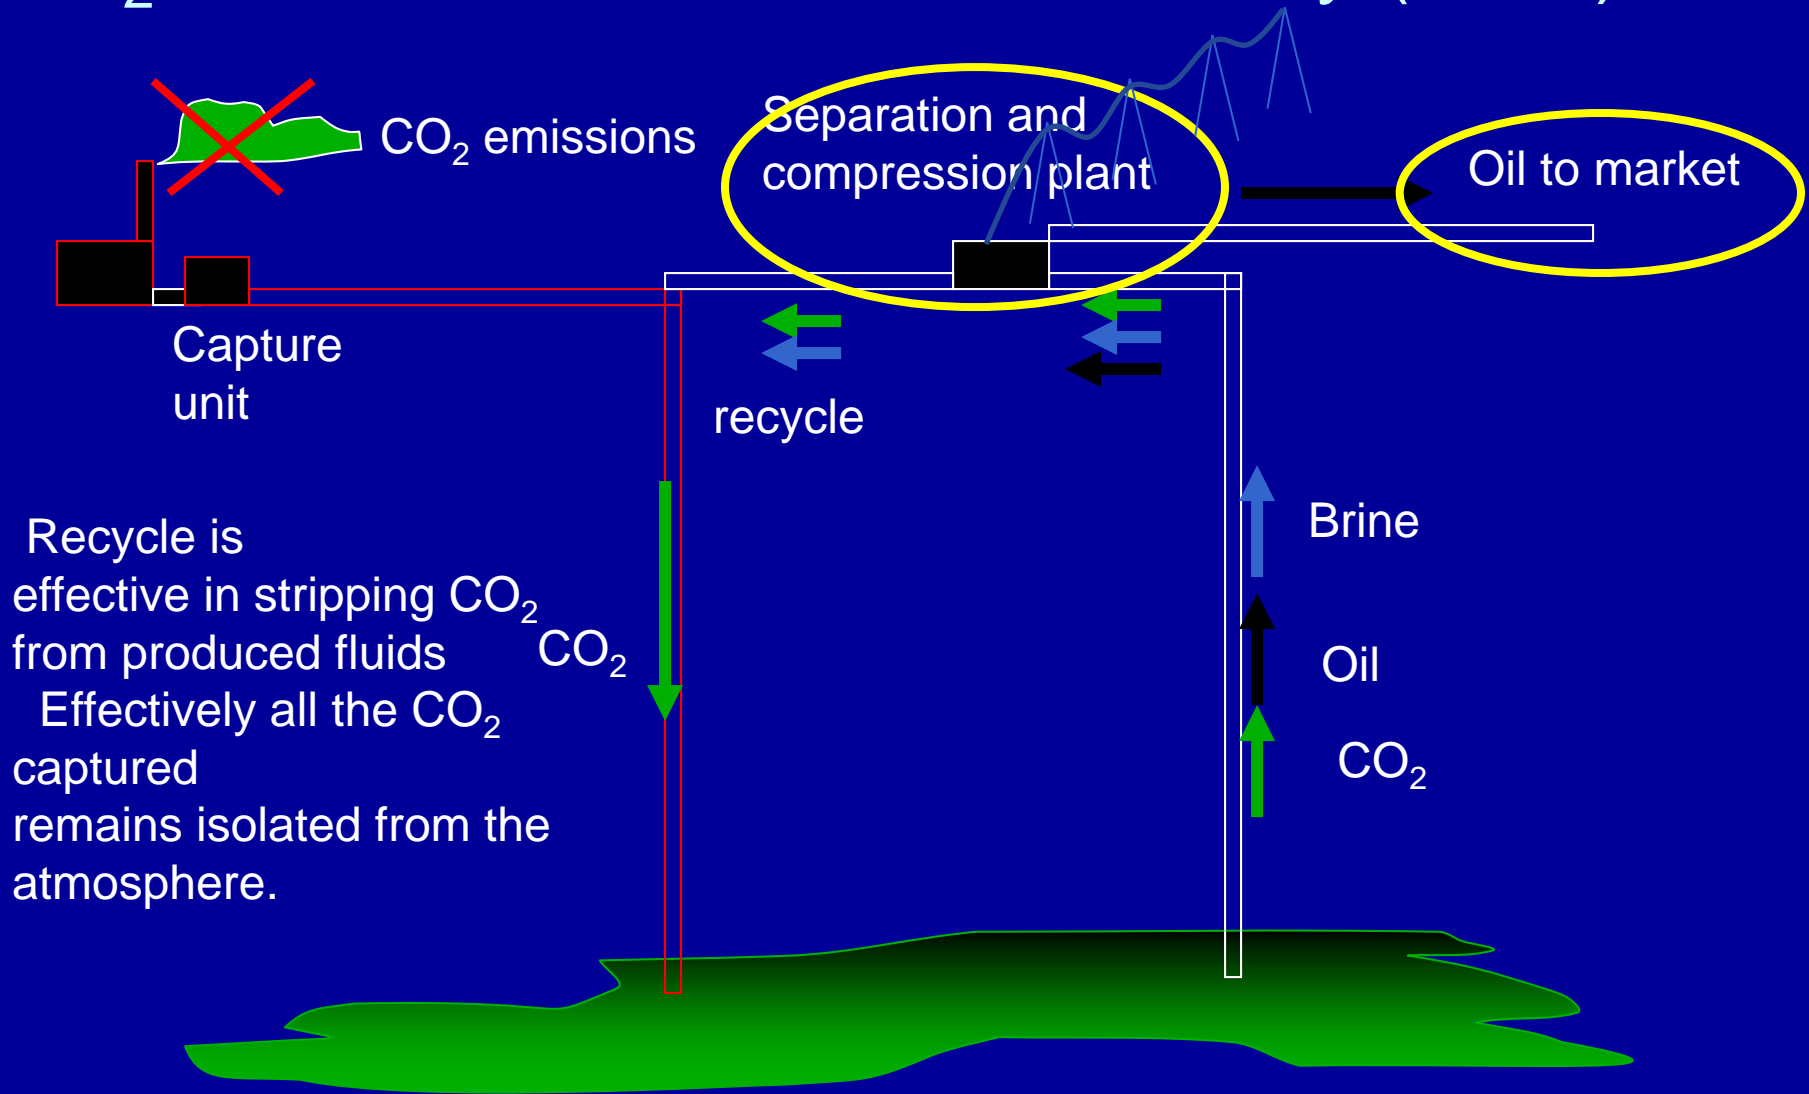 CO₂ emissions
Separation and
compression plant
Oil to market
Capture
unit
recycle
Recycle is
effective in stripping CO₂
from produced fluids
Effectively all the CO₂
captured
remains isolated from the
atmosphere.
CO₂
Brine
Oil
CO₂